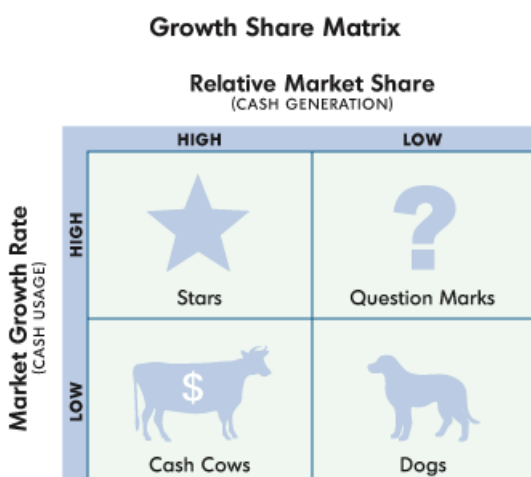 Growth Share Matrix
Relative Market Share
(CASH GENERATION)
HIGH
LOW
Market Growth Rate
(CASH USAGE)
HIGH
Stars
Question Marks
LOW
$
Cash Cows
Dogs